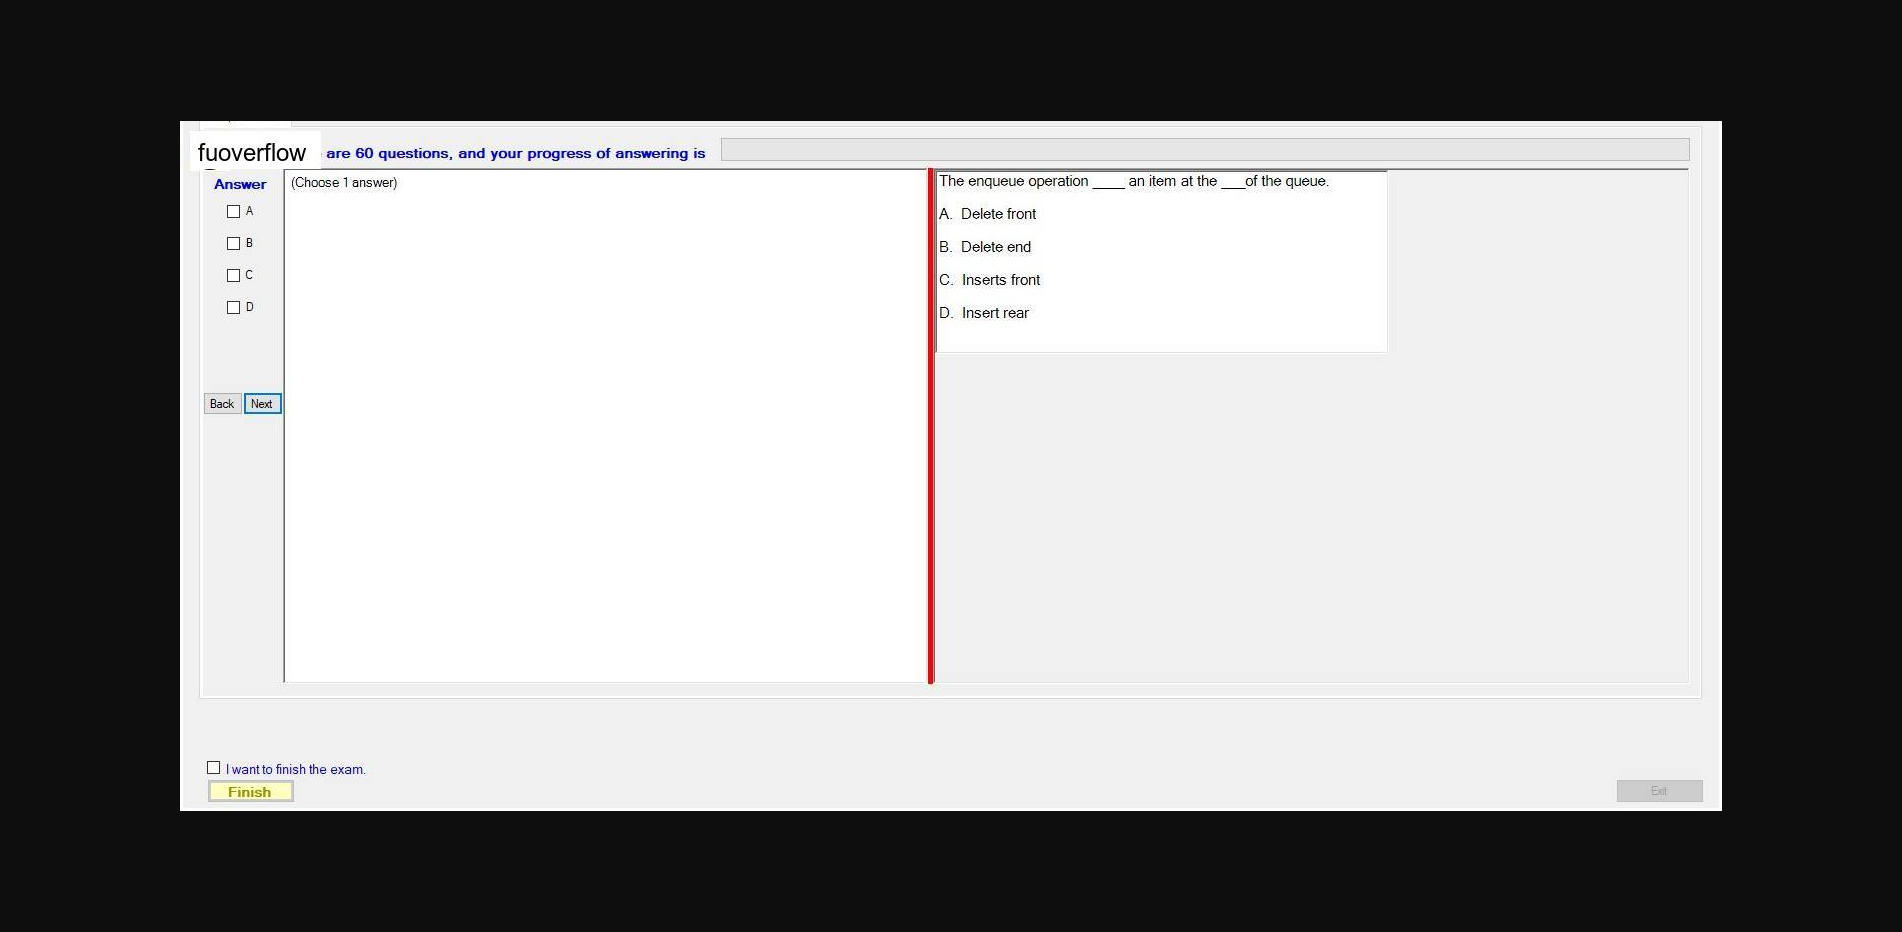 fuoverflow are 60 questions, and your progress of answering is
Answer
(Choose 1 answer)
A
B
C
D
Back Next
The enqueue operation ____ an item at the ___of the queue.
A. Delete front
B. Delete end
C. Inserts front
D. Insert rear
I want to finish the exam.
Finish
Exit